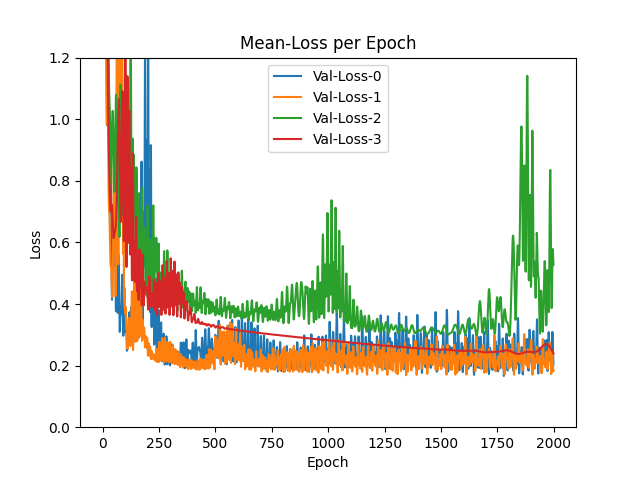 Mean-Loss per Epoch
Val-Loss-0
Val-Loss-1
Val-Loss-2
Val-Loss-3
Loss
1.2
1.0
0.8
0.6
0.4
0.2
0.0
0 250 500 750 1000 1250 1500 1750 2000
Epoch